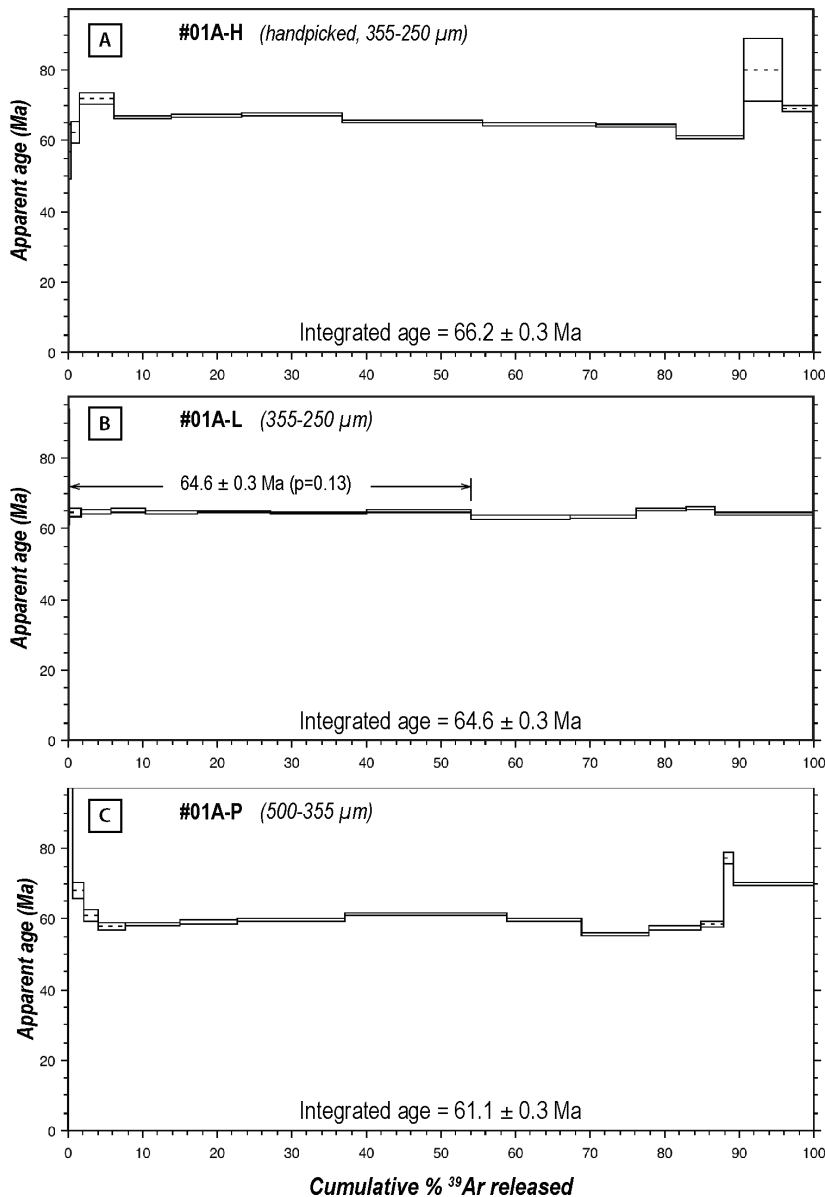 A #01A-H (handpicked, 355-250 µm)
80
60
40
20
0
Apparent age (Ma)
Integrated age = 66.2 ± 0.3 Ma
0 10 20 30 40 50 60 70 80 90 100
B #01A-L (355-250 µm)
64.6 ± 0.3 Ma (p=0.13)
80
60
40
20
0
Apparent age (Ma)
Integrated age = 64.6 ± 0.3 Ma
0 10 20 30 40 50 60 70 80 90 100
C #01A-P (500-355 µm)
80
60
40
20
0
Apparent age (Ma)
Integrated age = 61.1 ± 0.3 Ma
0 10 20 30 40 50 60 70 80 90 100
Cumulative % ³⁹Ar released